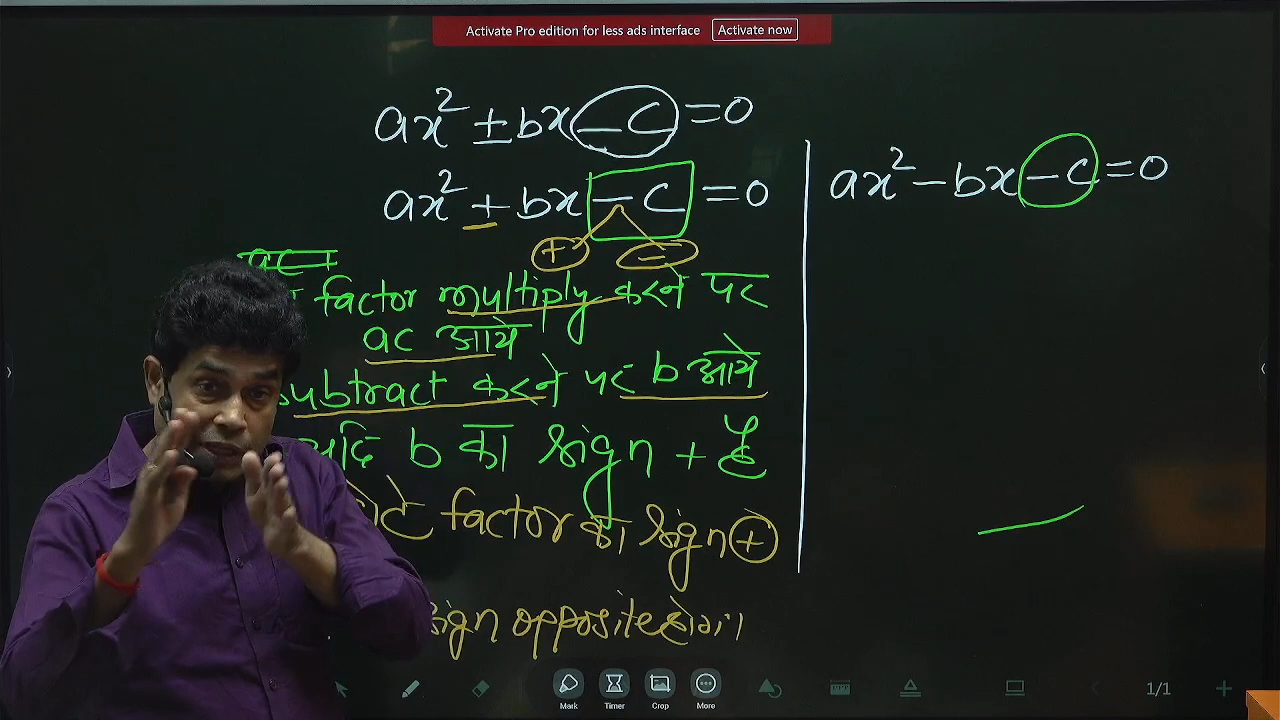 Activate Pro edition for less ads interface Activate now
ax² ± bx - c = 0
ax² ± bx - c = 0
+ -
factor multiply करने पर
ac आये
subtract करने पर b आये
यदि b का sign + है
factor का sign +
sign opposite होगा
ax² - bx - c = 0
Mark Timer Crop More
1/1